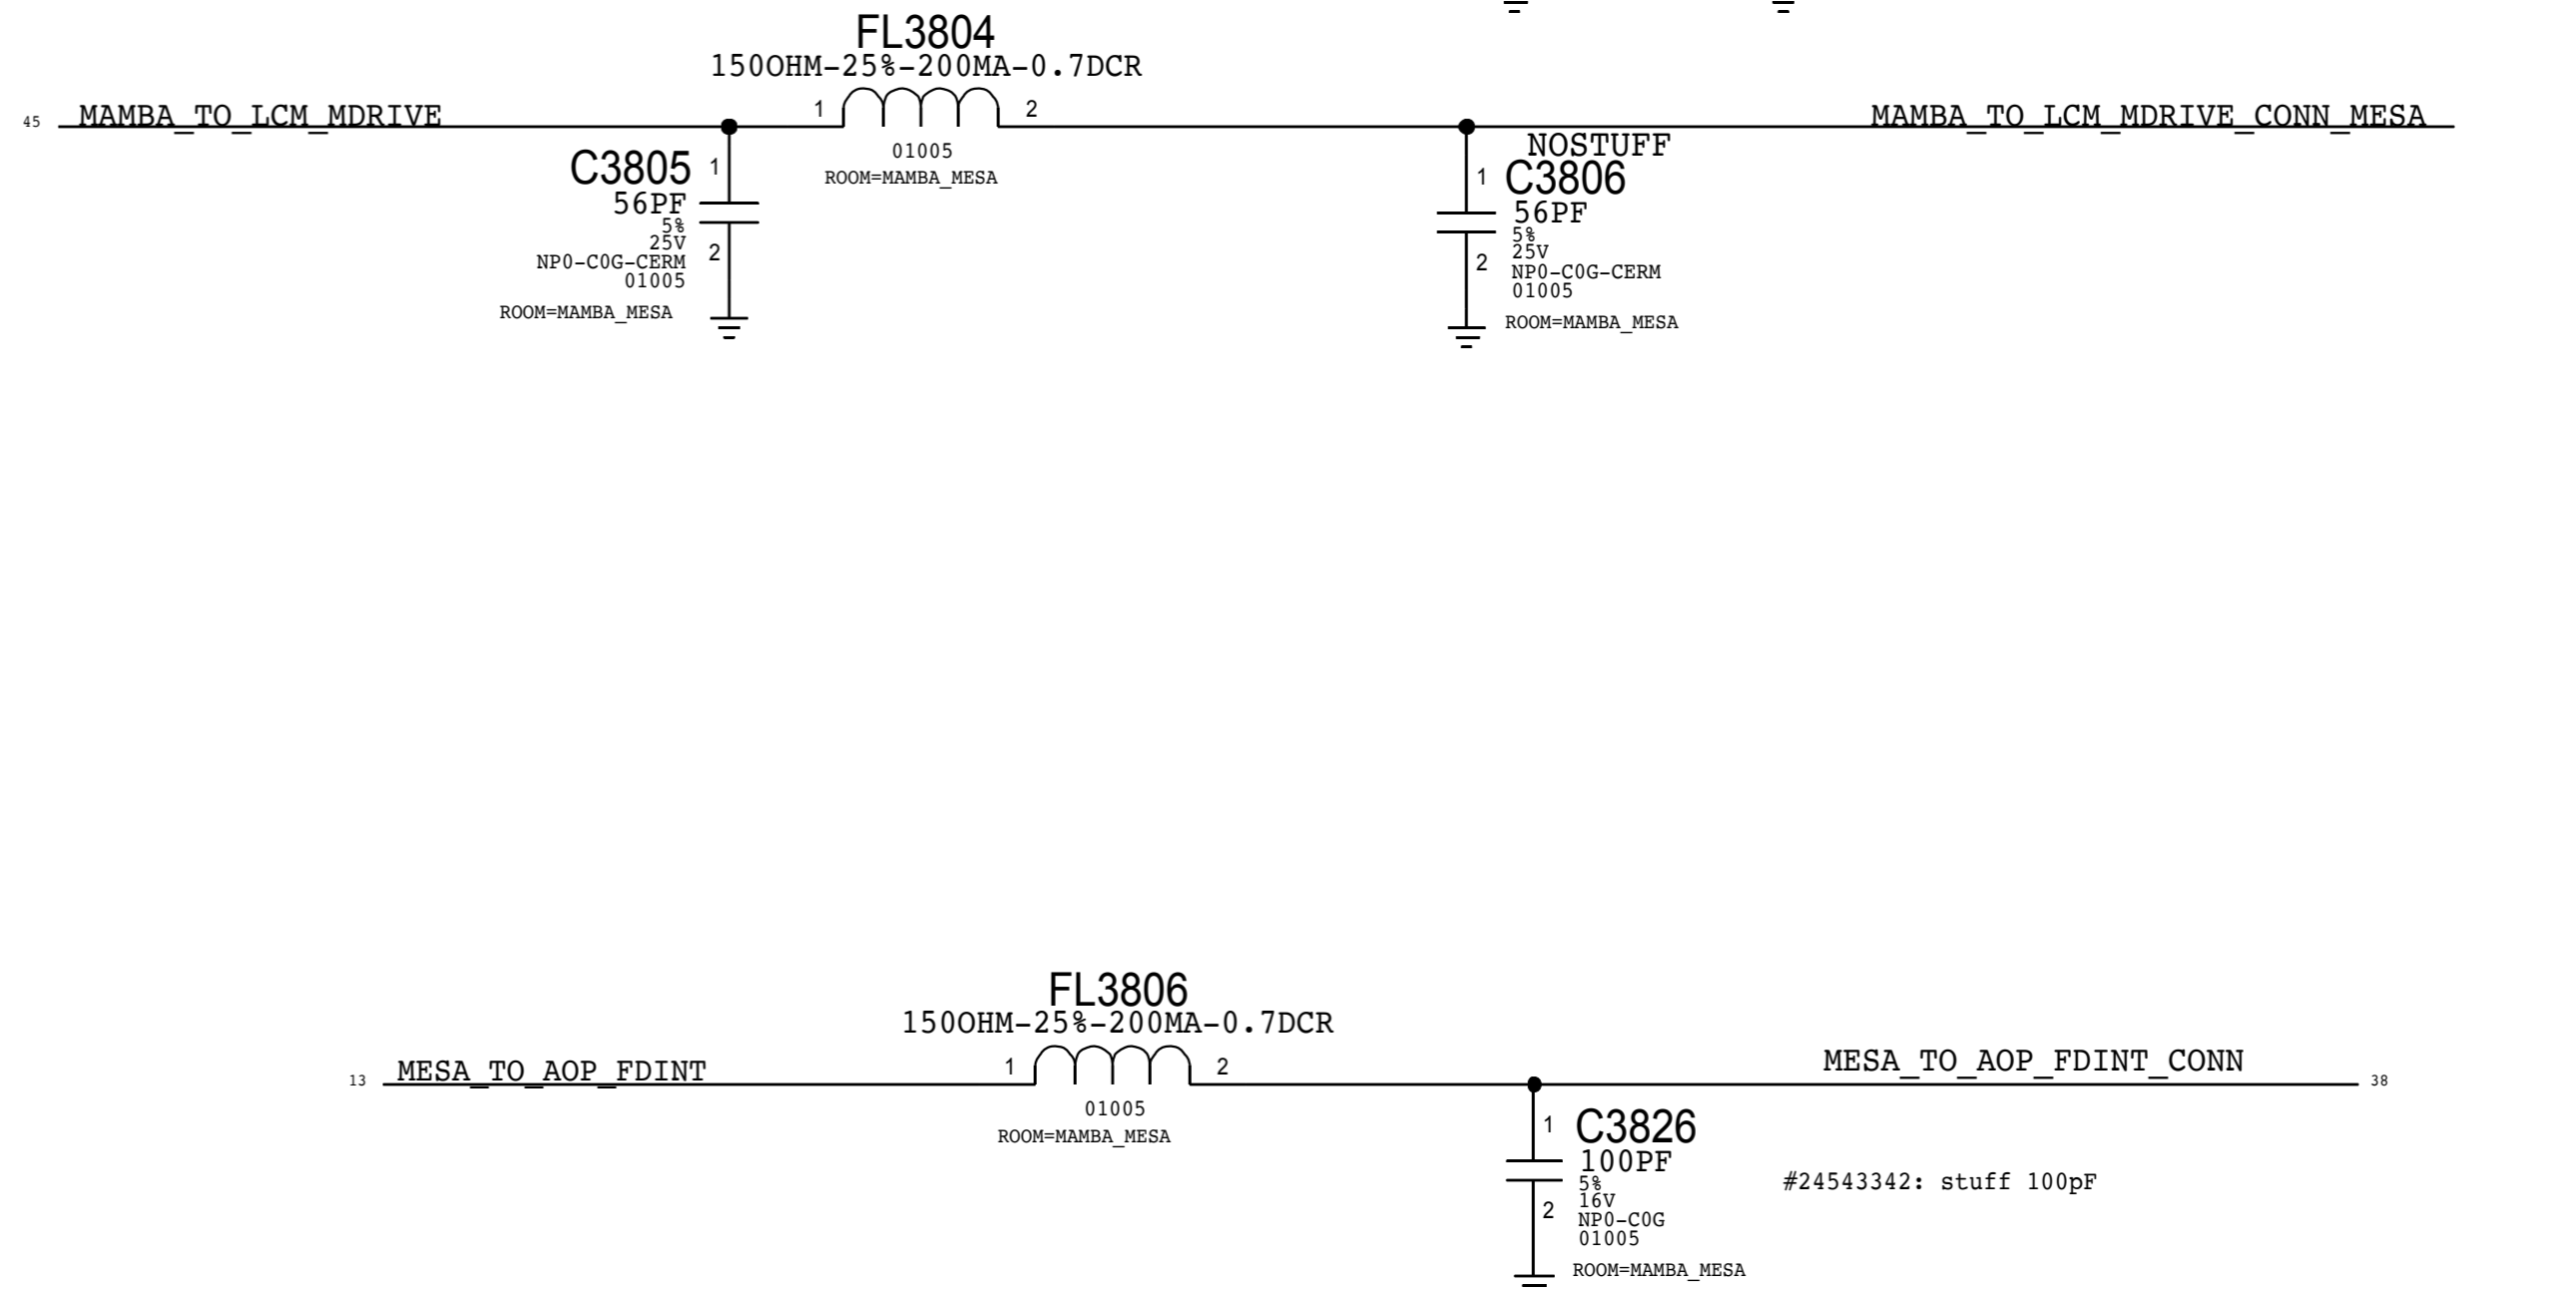 FL3804
150OHM-25%-200MA-0.7DCR
45 MAMBA_TO_LCM_MDRIVE
1 2
MAMBA_TO_LCM_MDRIVE_CONN_MESA
01005
ROOM=MAMBA_MESA
C3805
1
56PF
5%
25V
2
NP0-C0G-CERM
01005
ROOM=MAMBA_MESA
NOSTUFF
1 C3806
56PF
5%
25V
2
NP0-C0G-CERM
01005
ROOM=MAMBA_MESA
FL3806
150OHM-25%-200MA-0.7DCR
13 MESA_TO_AOP_FDINT
1 2
MESA_TO_AOP_FDINT_CONN 38
01005
ROOM=MAMBA_MESA
1 C3826
100PF
5%
16V
2
NP0-C0G
01005
ROOM=MAMBA_MESA
#24543342: stuff 100pF